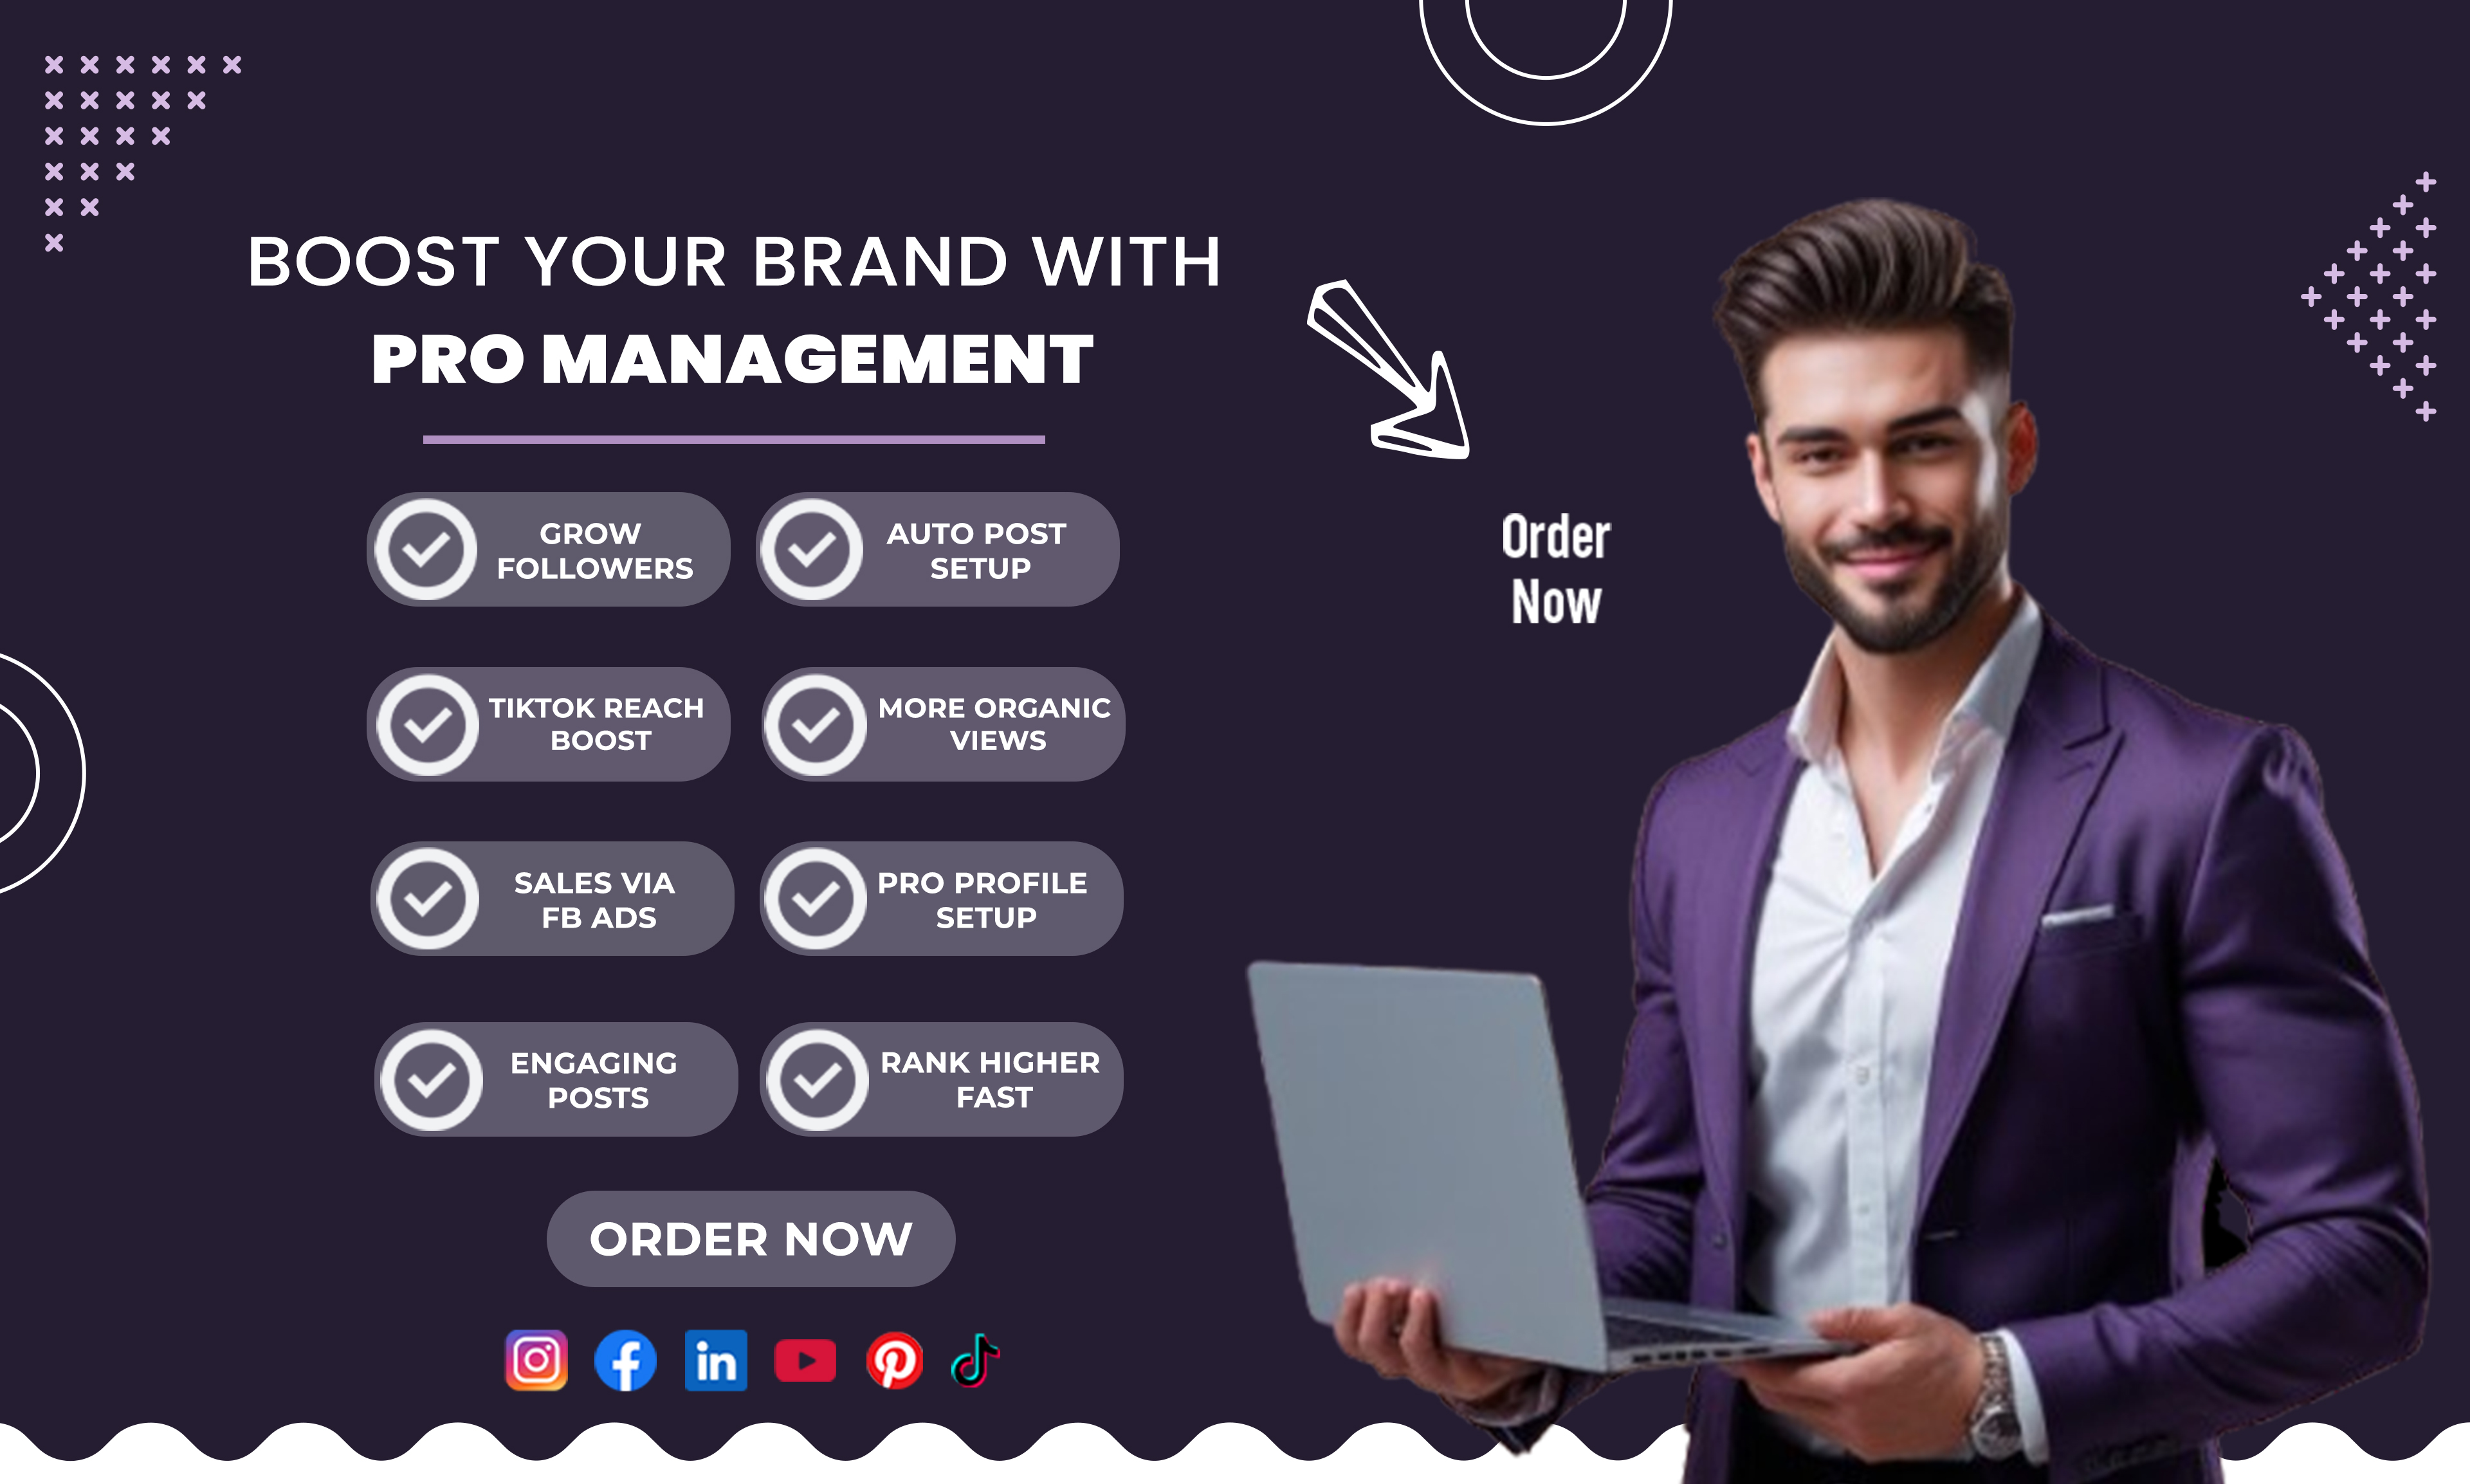 BOOST YOUR BRAND WITH
PRO MANAGEMENT
GROW
FOLLOWERS
AUTO POST
SETUP
TIKTOK REACH
BOOST
MORE ORGANIC
VIEWS
SALES VIA
FB ADS
PRO PROFILE
SETUP
ENGAGING
POSTS
RANK HIGHER
FAST
ORDER NOW
in
Order
Now